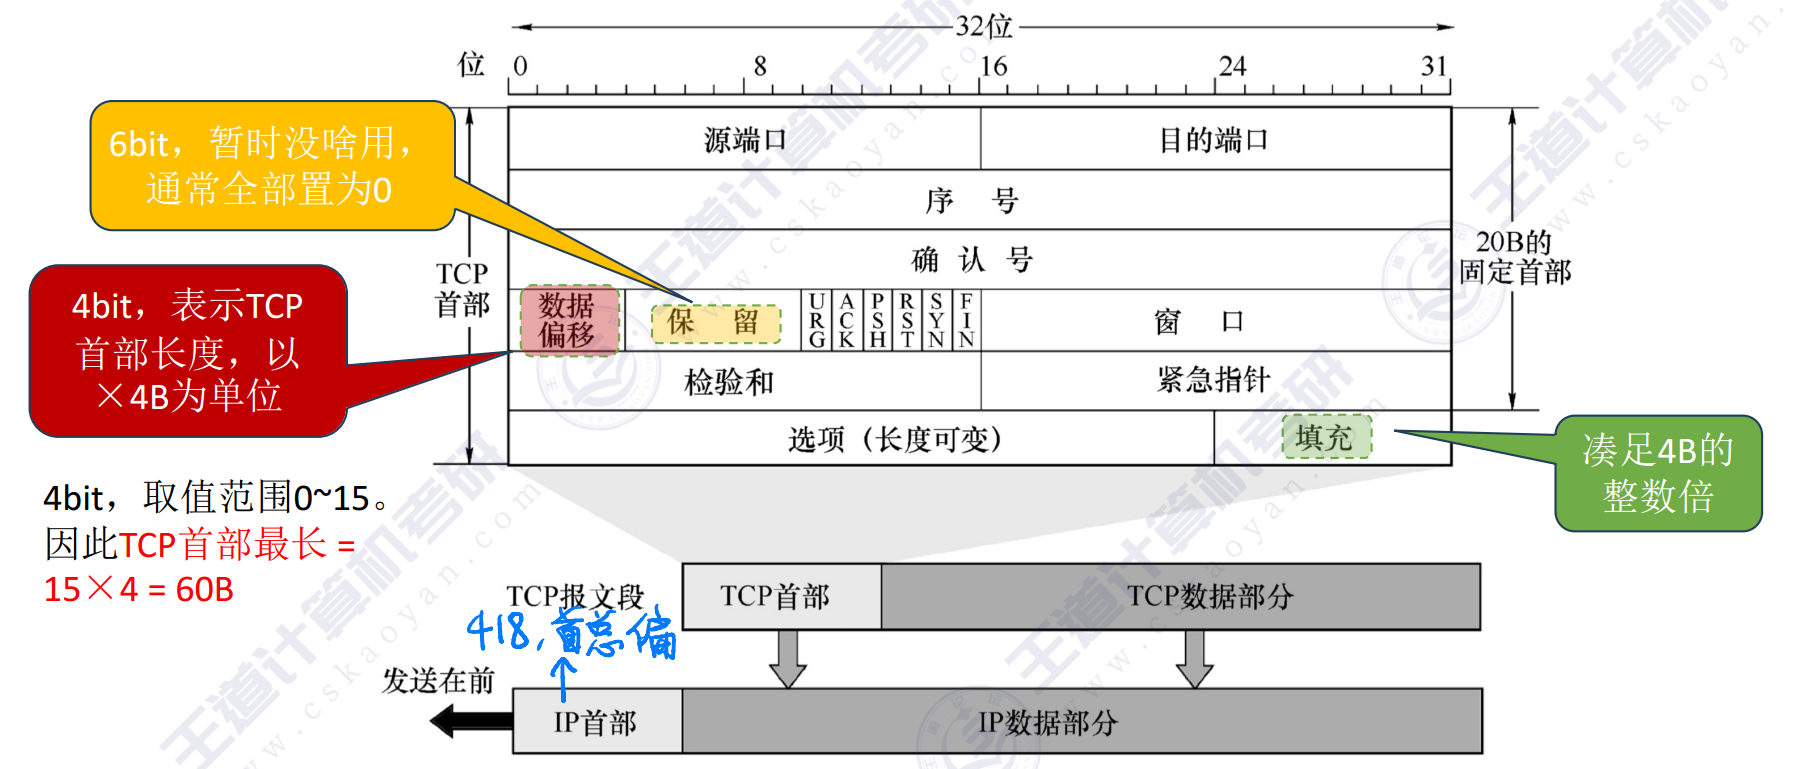 32位
位 0 8 16 24 31
6bit，暂时没啥用，
通常全部置为0
源端口 目的端口
序 号
确 认 号
TCP
首部
20B的
固定首部
4bit，表示TCP
首部长度，以
×4B为单位
数据
偏移
保 留
URG
ACK
PSH
RST
SYN
FIN
窗 口
检验和 紧急指针
选项（长度可变） 填充
凑足4B的
整数倍
4bit，取值范围0~15。
因此TCP首部最长 =
15×4 = 60B
TCP报文段 TCP首部 TCP数据部分
418，首总偏
发送在前
IP首部 IP数据部分
王道计算机考研
www.cskaoyan.com